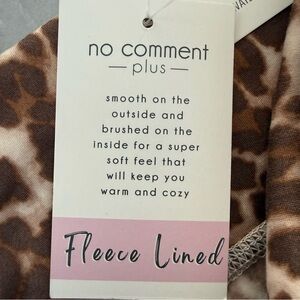 no comment
— plus —
smooth on the
outside and
brushed on the
inside for a super
soft feel that
will keep you
warm and cozy
Fleece Lined